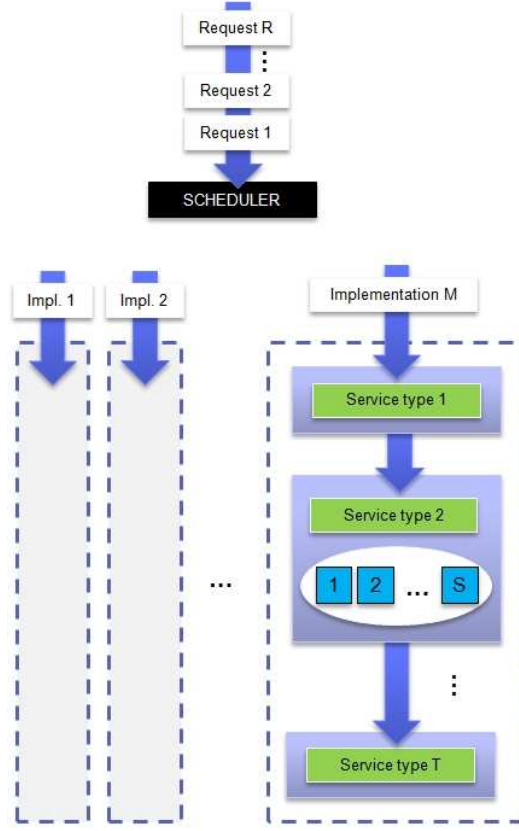 Request R
⋮
Request 2
Request 1
SCHEDULER
Impl. 1
Impl. 2
Implementation M
Service type 1
Service type 2
...
1 2 ... S
⋮
Service type T